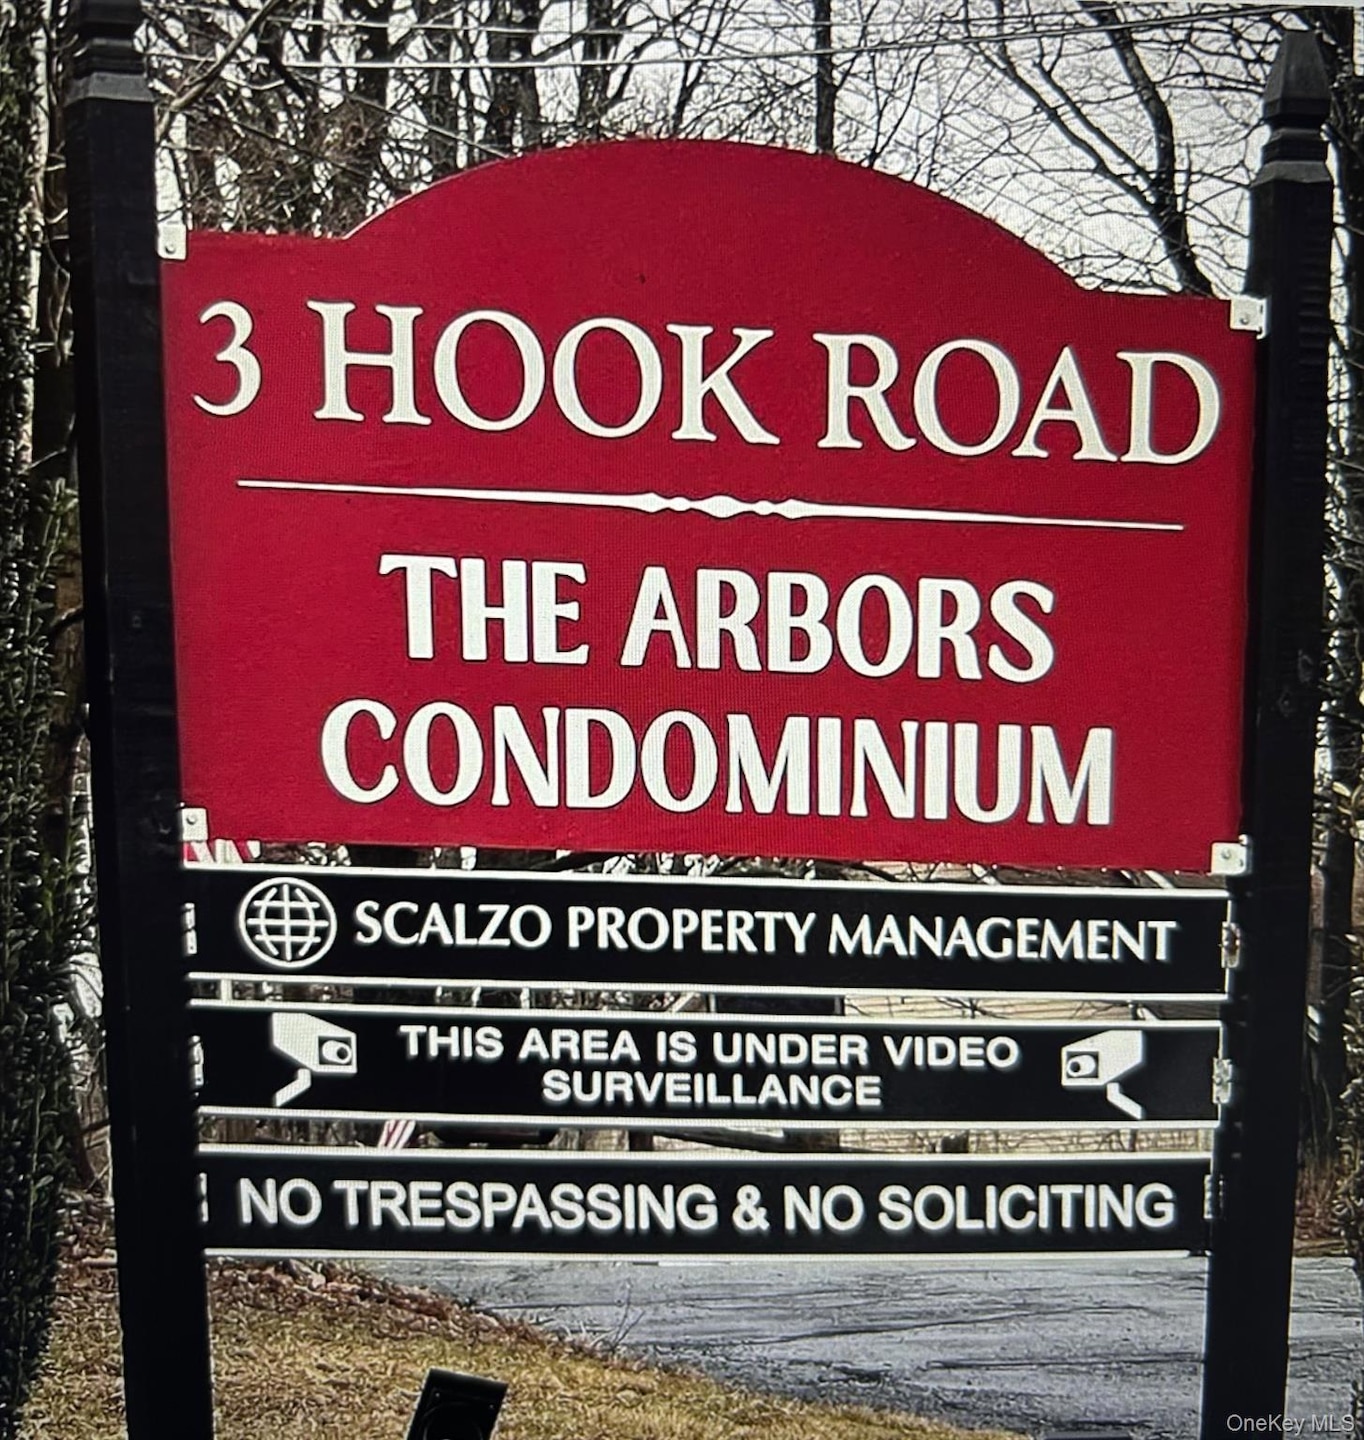 3 HOOK ROAD
THE ARBORS
CONDOMINIUM
SCALZO PROPERTY MANAGEMENT
THIS AREA IS UNDER VIDEO
SURVEILLANCE
NO TRESPASSING & NO SOLICITING
OneKey MLS